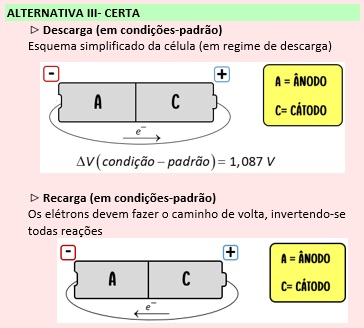 ALTERNATIVA III- CERTA
▷ Descarga (em condições-padrão)
Esquema simplificado da célula (em regime de descarga)
- +
A C
e⁻
A = ÂNODO
C= CÁTODO
ΔV(condição – padrão) = 1,087 V
▷ Recarga (em condições-padrão)
Os elétrons devem fazer o caminho de volta, invertendo-se
todas reações
- +
A C
e⁻
A = ÂNODO
C= CÁTODO